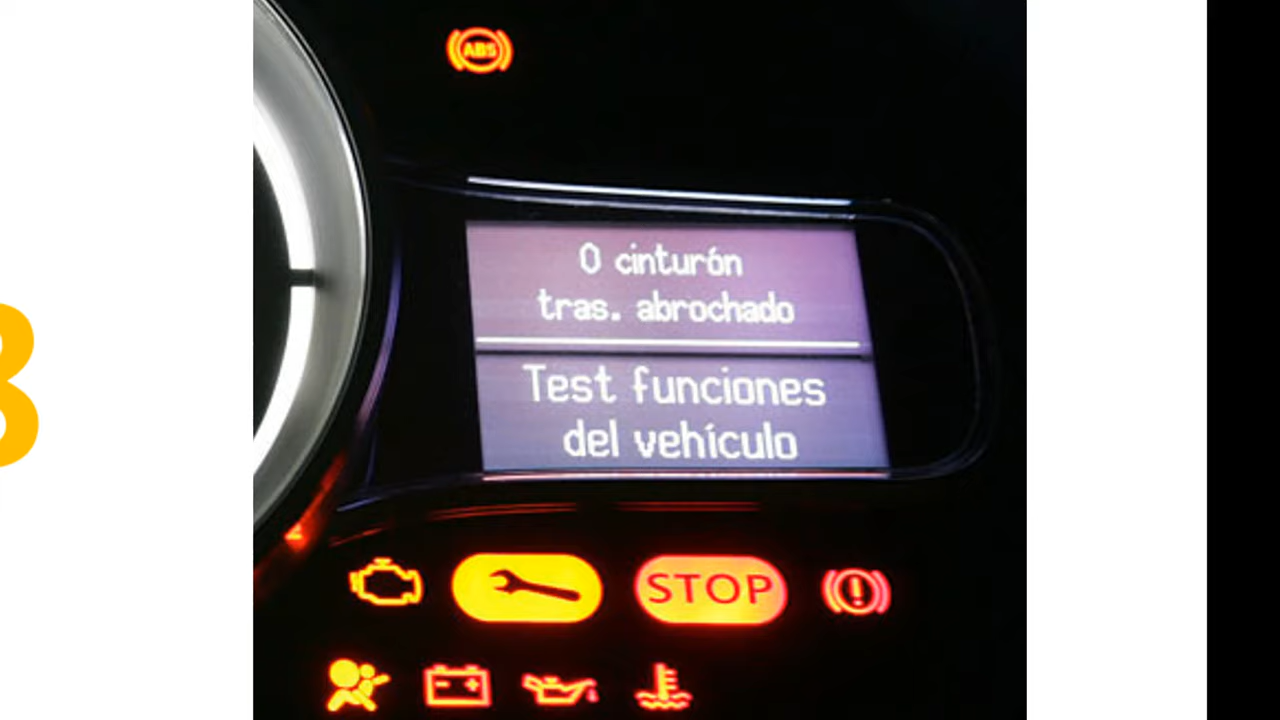 ABS
0 cinturón
tras. abrochado
Test funciones
del vehículo
STOP